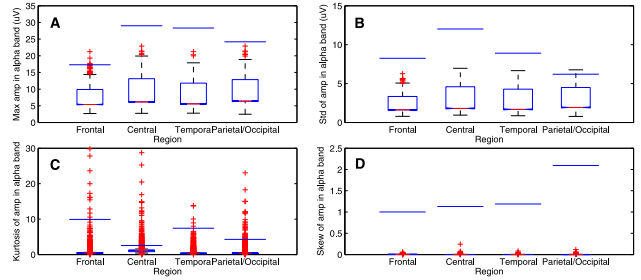 A
Max amp in alpha band (uV)
35
30
25
20
15
10
5
0
Frontal Central Temporal Parietal/Occipital
Region
B
Std of amp in alpha band (uV)
15
10
5
0
Frontal Central Temporal Parietal/Occipital
Region
C
Kurtosis of amp in alpha band
30
20
10
0
Frontal Central Temporal Parietal/Occipital
Region
D
Skew of amp in alpha band
2.5
2
1.5
1
0.5
0
Frontal Central Temporal Parietal/Occipital
Region